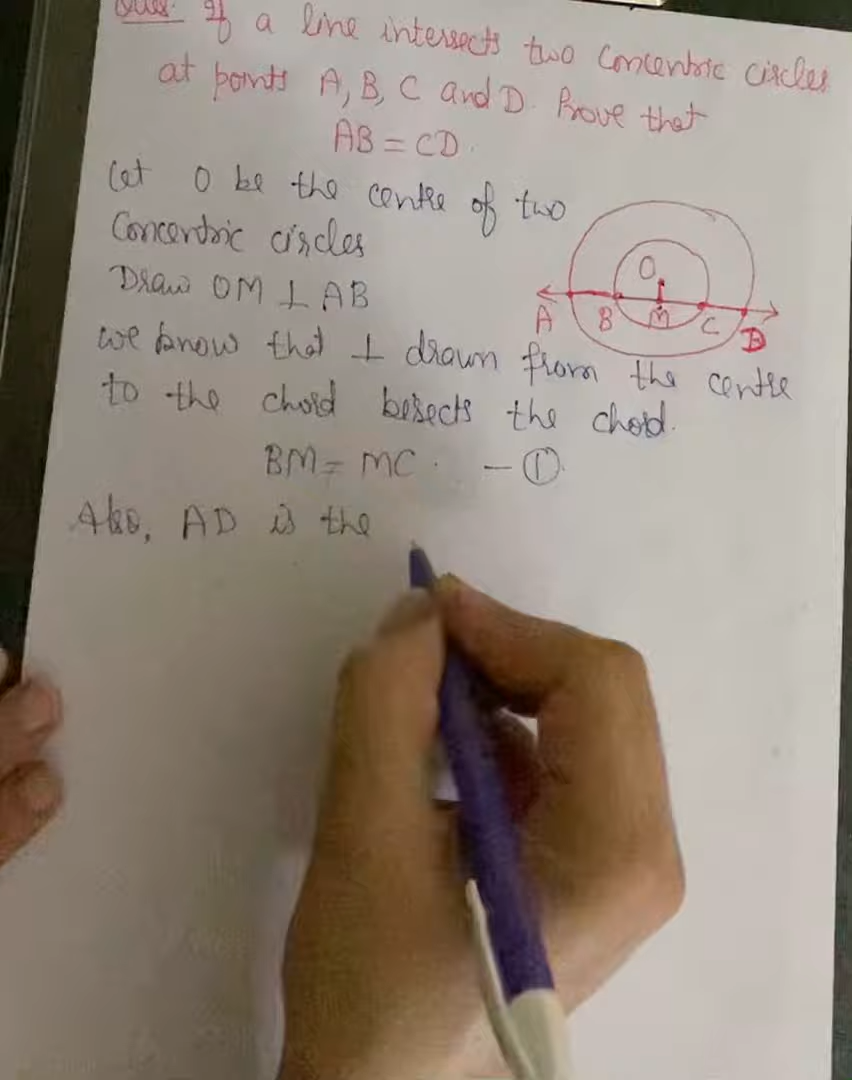 Ques. If a line intersects two concentric circles
at points A, B, C and D. Prove that
AB = CD.
Let O be the centre of two
Concentric circles
Draw OM ⊥ AB
we know that ⊥ drawn from the centre
to the chord besects the chord.
BM = MC. - ①
Also, AD is the
O
A B M C D